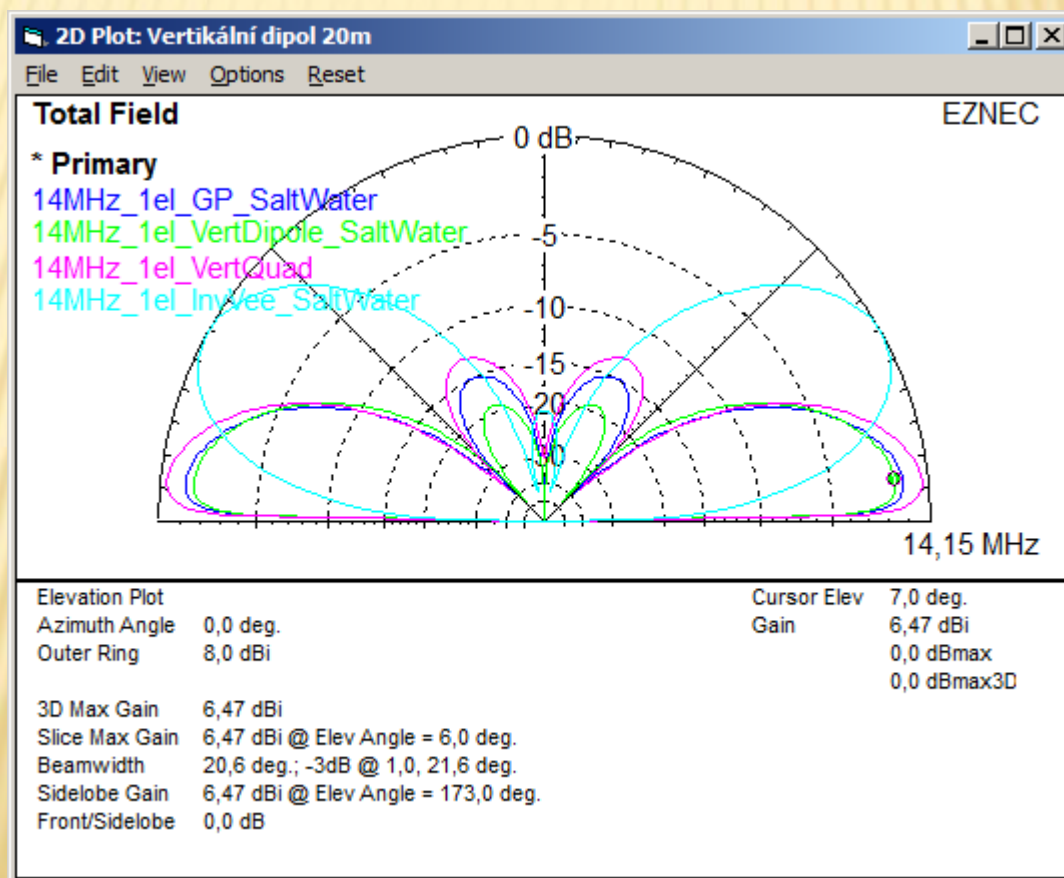 2D Plot: Vertikální dipol 20m
File Edit View Options Reset
Total Field
EZNEC
0 dB
* Primary
14MHz_1el_GP_SaltWater
14MHz_1el_VertDipole_SaltWater
14MHz_1el_VertQuad
14MHz_1el_InvVee_SaltWater
-5
-10
-15
-20
-30
14,15 MHz
Elevation Plot
Cursor Elev 7,0 deg.
Azimuth Angle 0,0 deg.
Gain 6,47 dBi
Outer Ring 8,0 dBi
0,0 dBmax
0,0 dBmax3D
3D Max Gain 6,47 dBi
Slice Max Gain 6,47 dBi @ Elev Angle = 6,0 deg.
Beamwidth 20,6 deg.; -3dB @ 1,0, 21,6 deg.
Sidelobe Gain 6,47 dBi @ Elev Angle = 173,0 deg.
Front/Sidelobe 0,0 dB